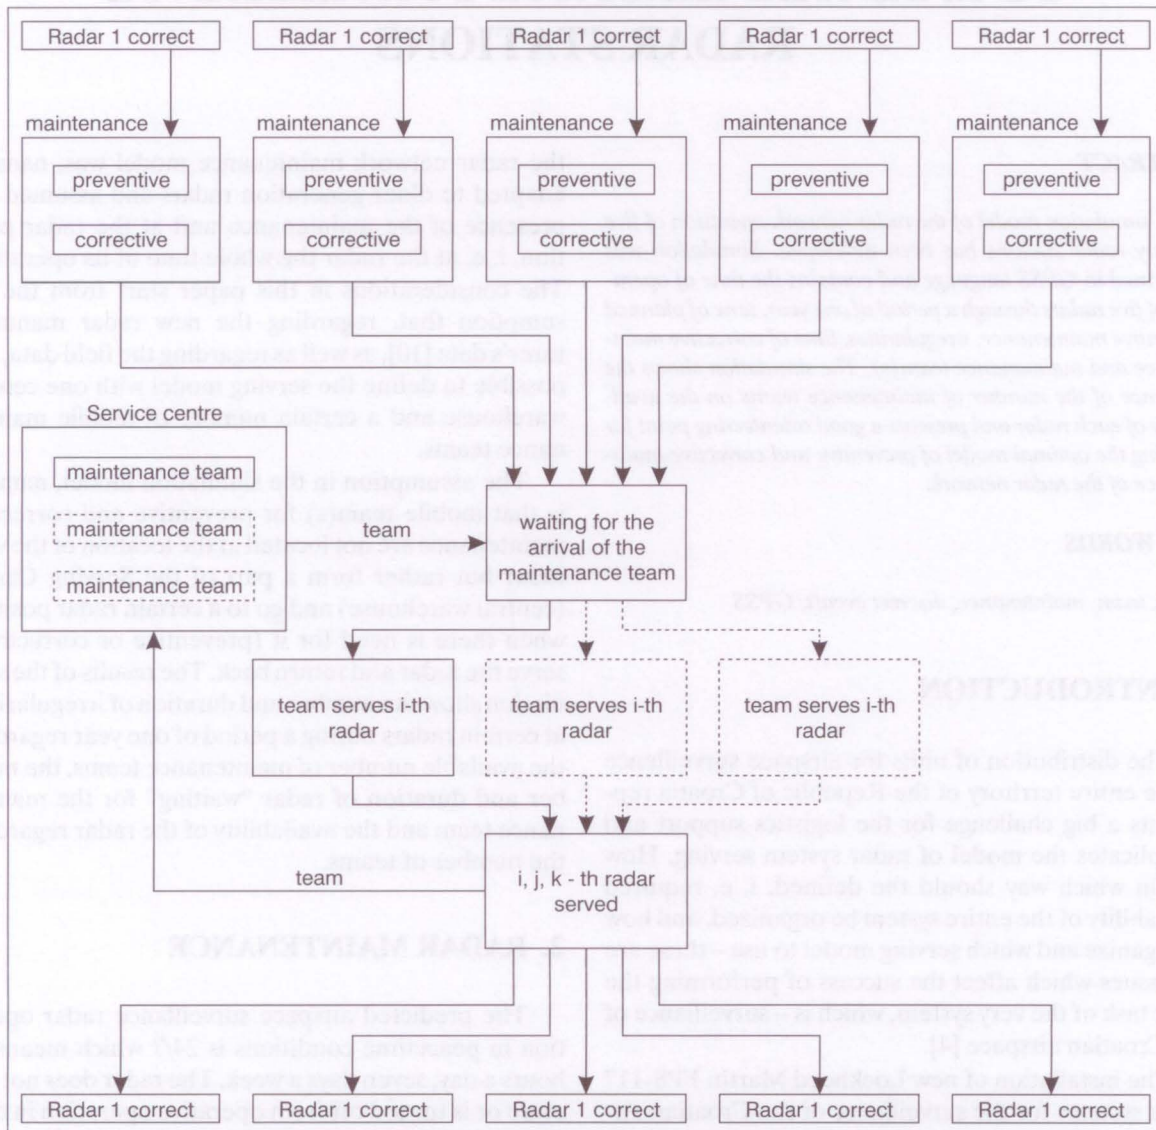 Radar 1 correct Radar 1 correct Radar 1 correct Radar 1 correct Radar 1 correct
maintenance maintenance maintenance maintenance maintenance
preventive preventive preventive preventive preventive
corrective corrective corrective corrective corrective
Service centre
maintenance team
maintenance team
maintenance team
team
waiting for the
arrival of the
maintenance team
team serves i-th
radar
team serves i-th
radar
team serves i-th
radar
team
i, j, k - th radar
served
Radar 1 correct Radar 1 correct Radar 1 correct Radar 1 correct Radar 1 correct